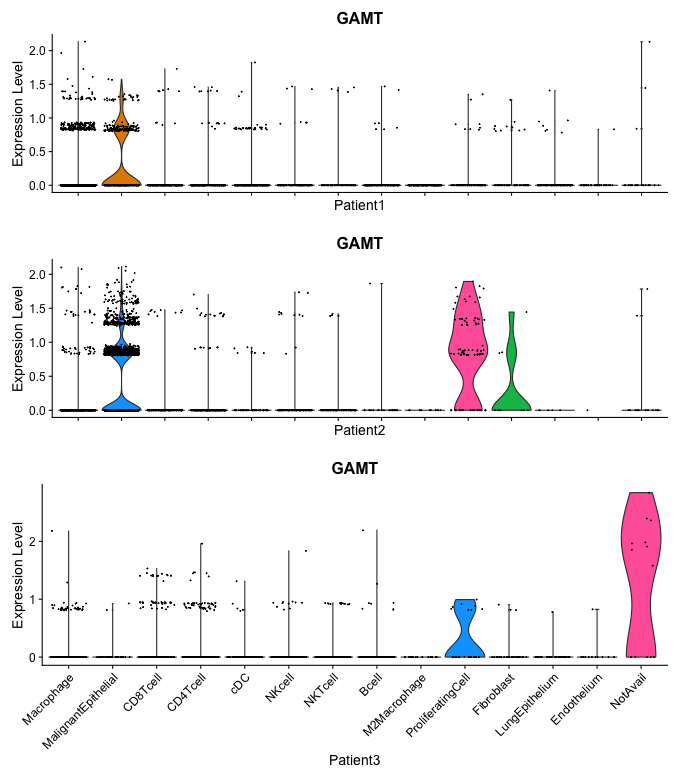 GAMT
Expression Level
2.0
1.5
1.0
0.5
0.0
Patient1
GAMT
Expression Level
2.0
1.5
1.0
0.5
0.0
Patient2
GAMT
Expression Level
2
1
0
Macrophage
MalignantEpithelial
CD8Tcell
CD4Tcell
cDC
NKcell
NKTcell
Bcell
M2Macrophage
ProliferatingCell
Fibroblast
LungEpithelium
Endothelium
NotAvail
Patient3